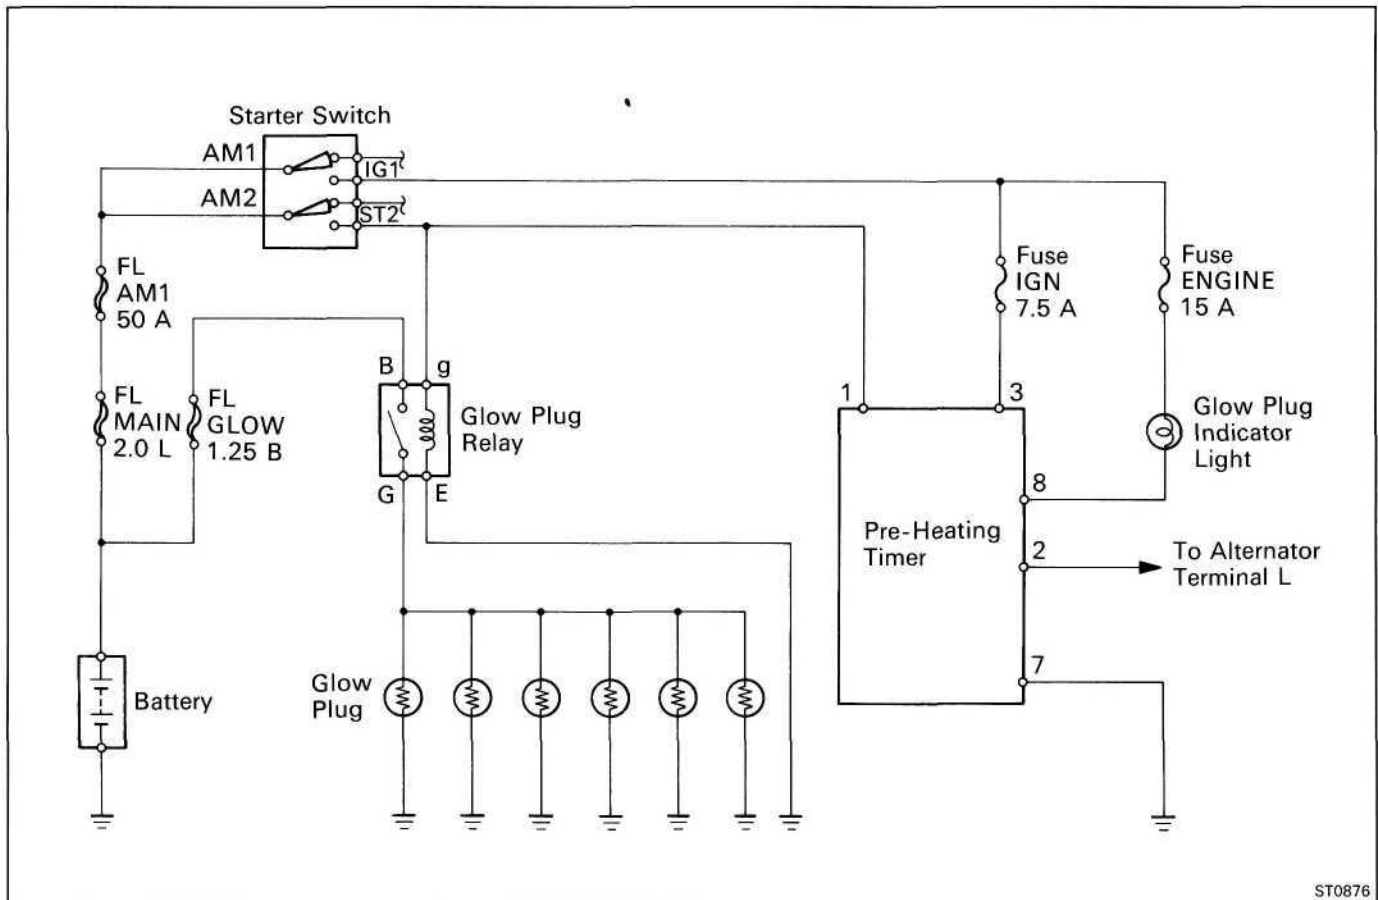 Starter Switch
AM1
IG1
AM2
ST2
FL
AM1
50 A
Fuse
IGN
7.5 A
Fuse
ENGINE
15 A
B
g
FL
MAIN
2.0 L
FL
GLOW
1.25 B
Glow Plug
Relay
G
E
1
3
Glow Plug
Indicator
Light
8
Pre-Heating
Timer
2
To Alternator
Terminal L
7
Battery
Glow
Plug
ST0876